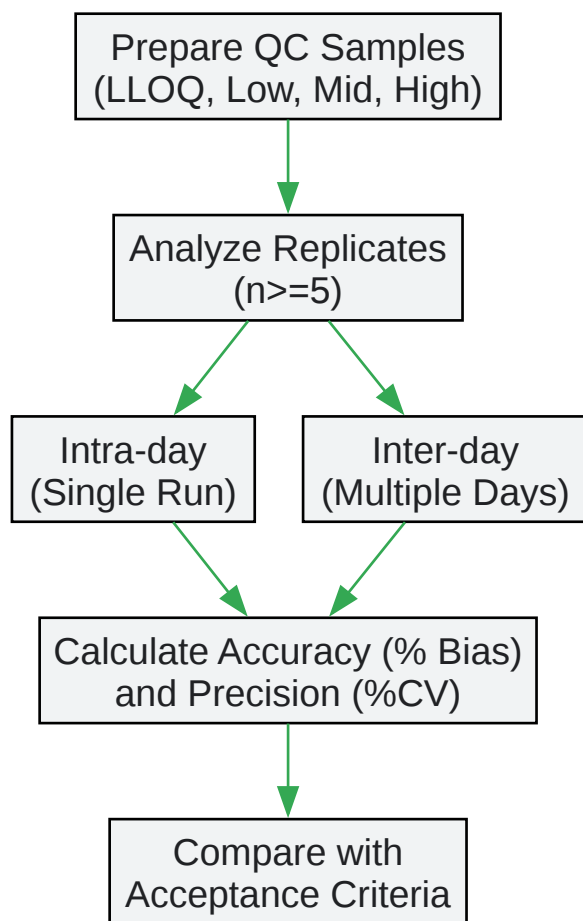 Prepare QC Samples
(LLOQ, Low, Mid, High)
Analyze Replicates
(n>=5)
Intra-day
(Single Run)
Inter-day
(Multiple Days)
Calculate Accuracy (% Bias)
and Precision (%CV)
Compare with
Acceptance Criteria